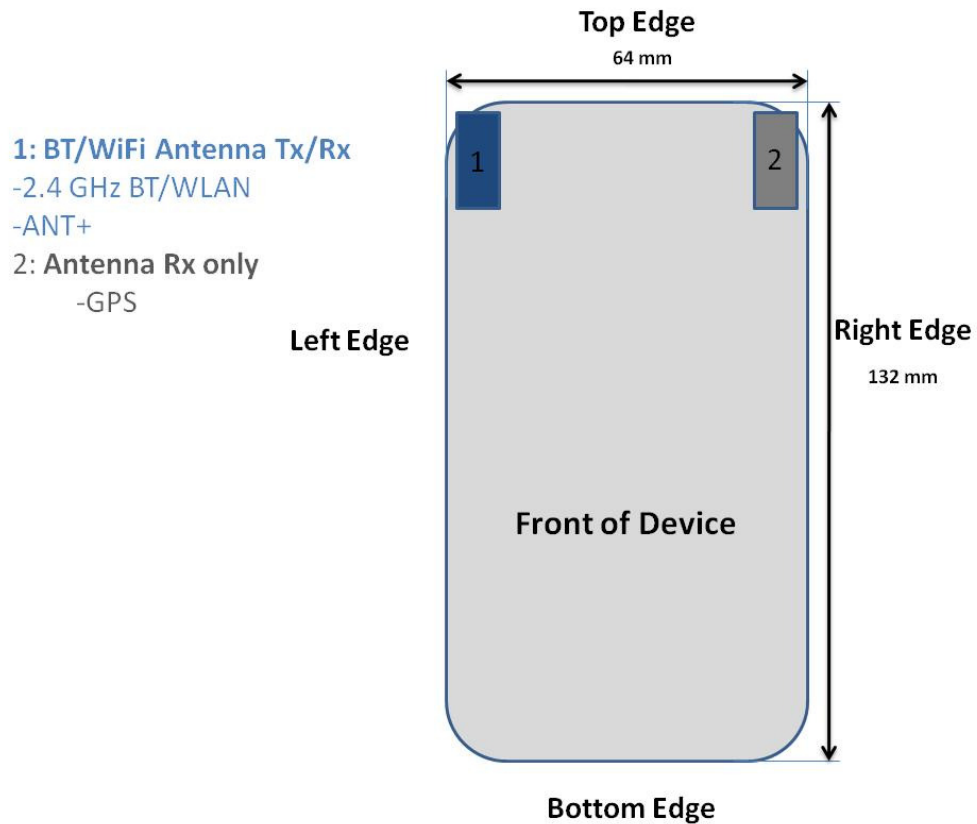 Top Edge
64 mm
1: BT/WiFi Antenna Tx/Rx
-2.4 GHz BT/WLAN
-ANT+
2: Antenna Rx only
-GPS
1
2
Left Edge
Right Edge
132 mm
Front of Device
Bottom Edge